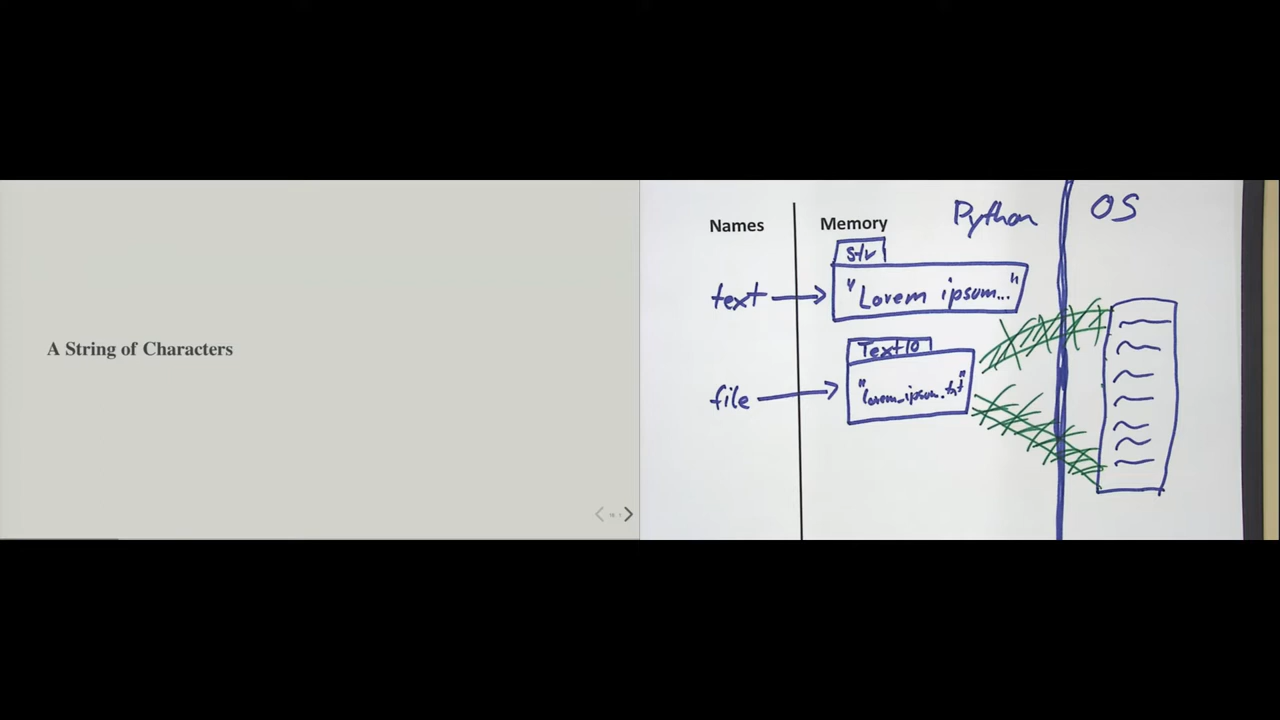 A String of Characters
Names
Memory
Python
OS
str
text
"Lorem ipsum..."
TextIO
file
"lorem_ipsum.txt"